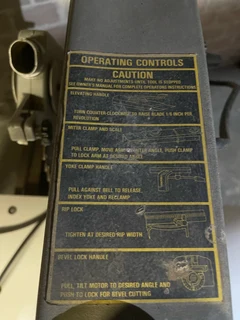 OPERATING CONTROLS
CAUTION
MAKE NO ADJUSTMENTS UNTIL TOOL IS STOPPED
SEE OWNER'S MANUAL FOR COMPLETE OPERATING INSTRUCTIONS
ELEVATING HANDLE
TURN COUNTER-CLOCKWISE TO RAISE BLADE 1/8 INCH PER
REVOLUTION
MITER CLAMP AND SCALE
PULL CLAMP, MOVE ARM TO DESIRED ANGLE, PUSH CLAMP
TO LOCK ARM AT DESIRED ANGLE
YOKE CLAMP HANDLE
PULL AGAINST BELL TO RELEASE,
INDEX YOKE AND RECLAMP
RIP LOCK
TIGHTEN AT DESIRED RIP WIDTH
BEVEL LOCK HANDLE
PULL, TILT MOTOR TO DESIRED ANGLE AND
PUSH TO LOCK FOR BEVEL CUTTING